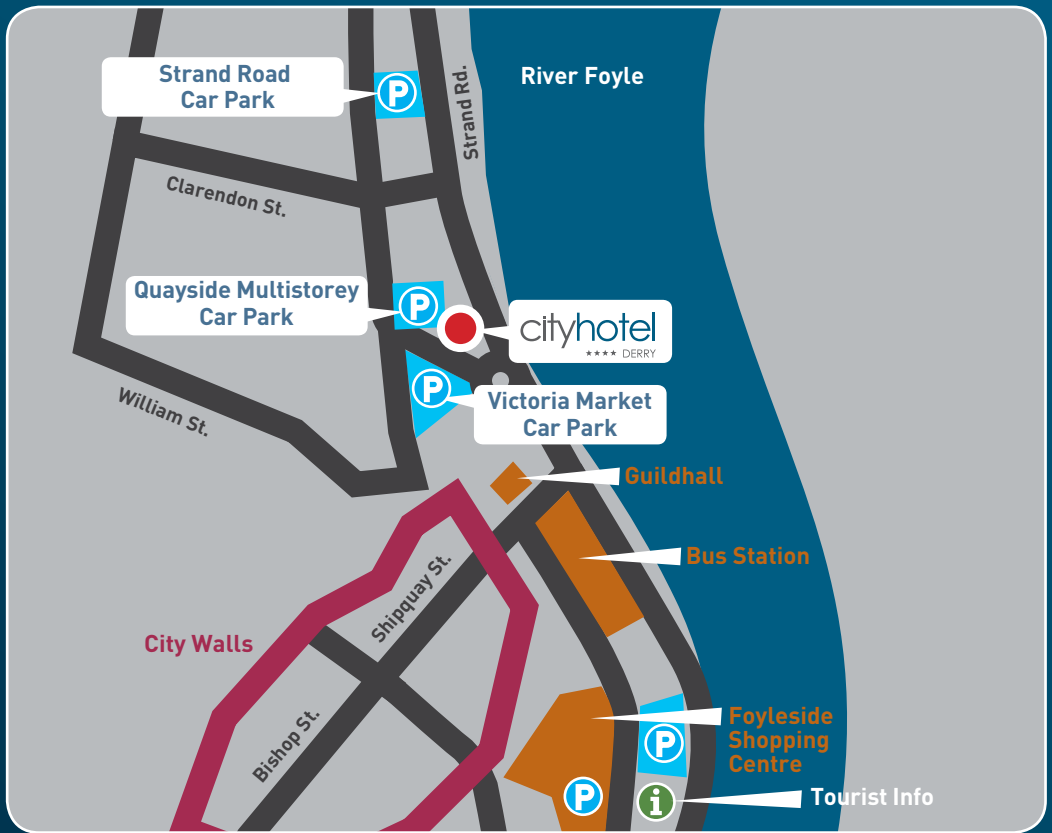 River Foyle
Strand Road
Car Park
P
Strand Rd.
Clarendon St.
Quayside Multistorey
Car Park
P
cityhotel
**** DERRY
P
Victoria Market
Car Park
William St.
Guildhall
Bus Station
Shipquay St.
City Walls
Bishop St.
Foyleside
Shopping
Centre
P
P
i
Tourist Info